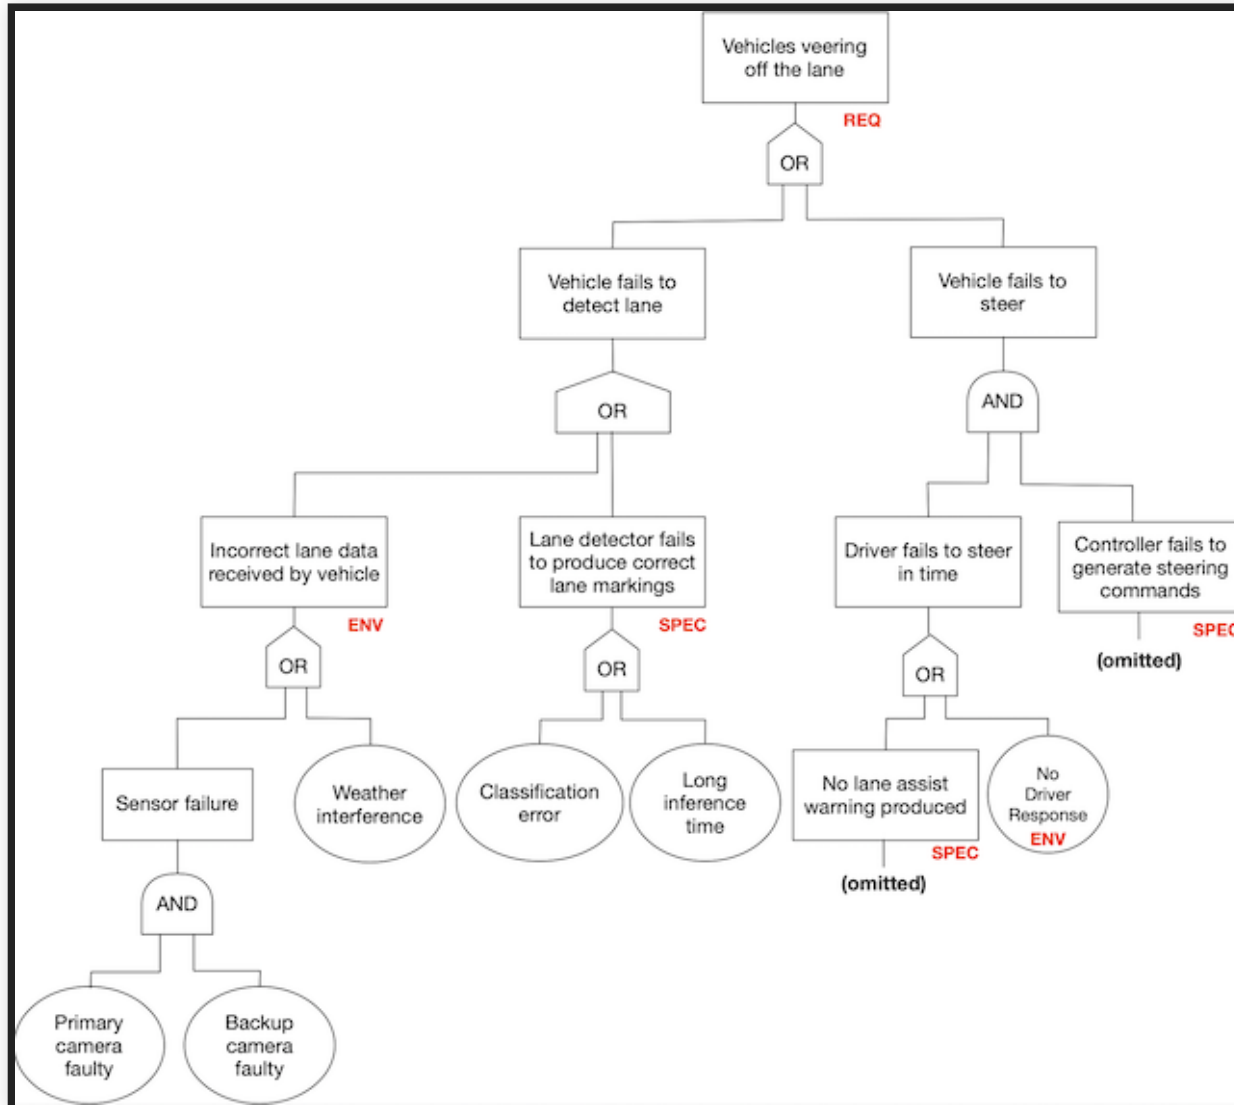 Vehicles veering
off the lane
REQ
OR
Vehicle fails to
detect lane
Vehicle fails to
steer
OR
AND
Incorrect lane data
received by vehicle
ENV
Lane detector fails
to produce correct
lane markings
SPEC
Driver fails to steer
in time
Controller fails to
generate steering
commands
SPEC
(omitted)
OR
OR
OR
Sensor failure
Weather
interference
Classification
error
Long
inference
time
No lane assist
warning produced
SPEC
(omitted)
No
Driver
Response
ENV
AND
Primary
camera
faulty
Backup
camera
faulty